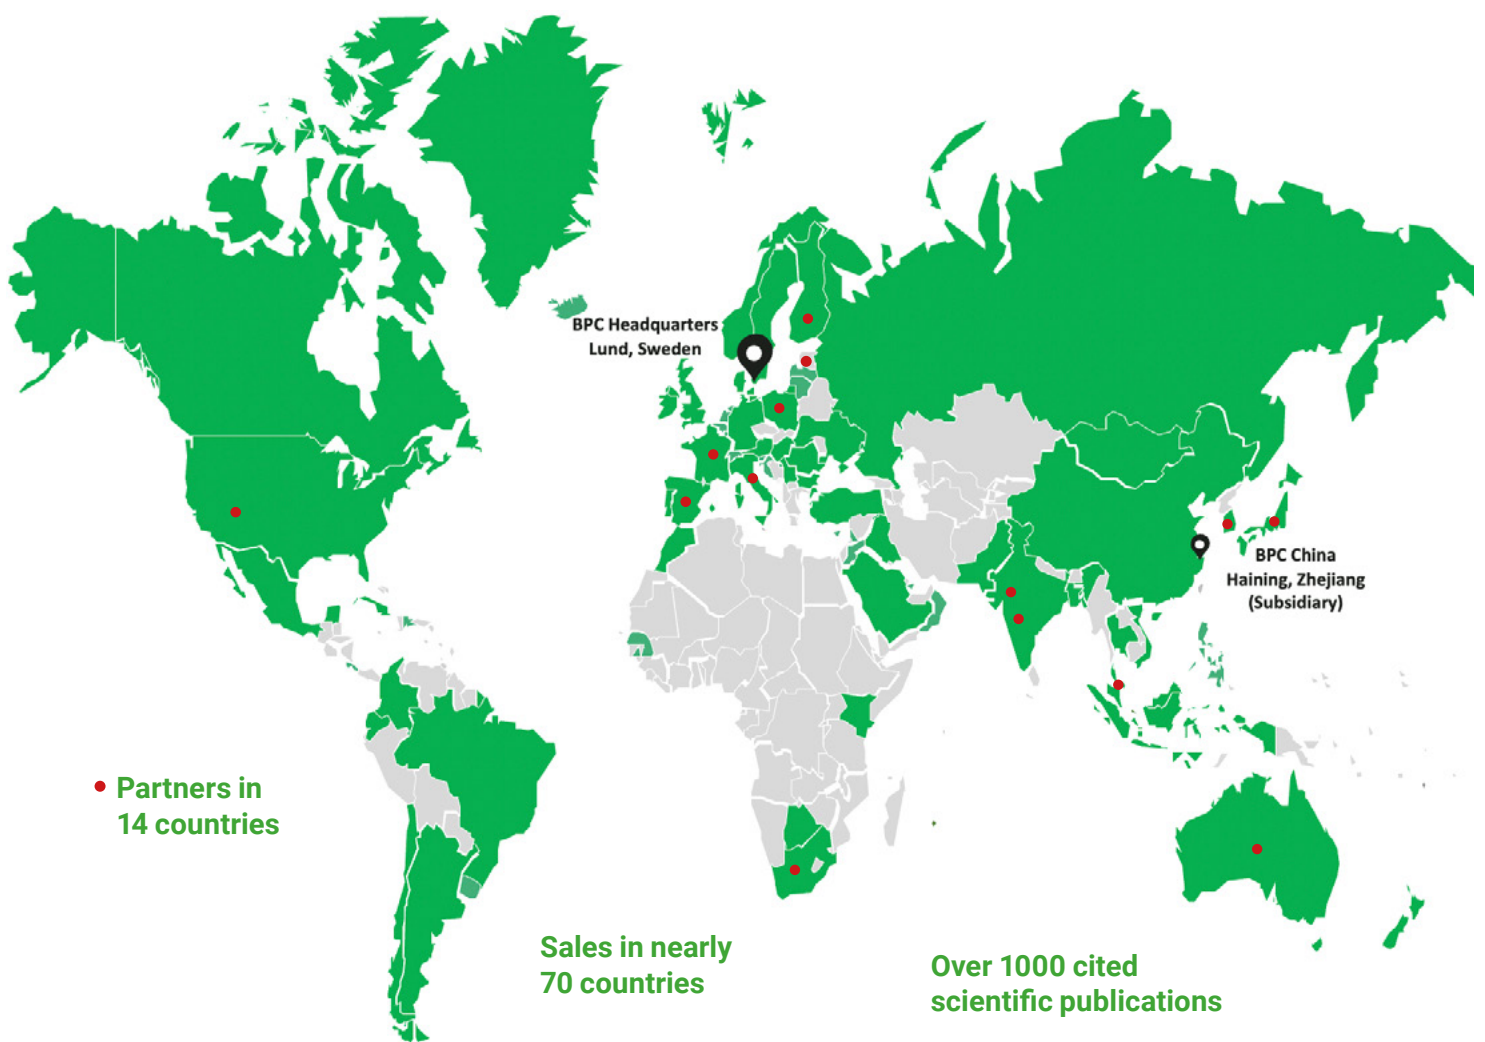 BPC Headquarters
Lund, Sweden
BPC China
Haining, Zhejiang
(Subsidiary)
Partners in
14 countries
Sales in nearly
70 countries
Over 1000 cited
scientific publications